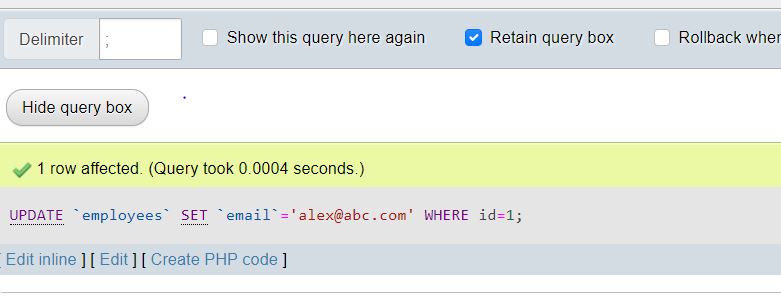 Delimiter ; Show this query here again Retain query box Rollback wher
Hide query box
1 row affected. (Query took 0.0004 seconds.)
UPDATE `employees` SET `email`='alex@abc.com' WHERE id=1;
[ Edit inline ] [ Edit ] [ Create PHP code ]